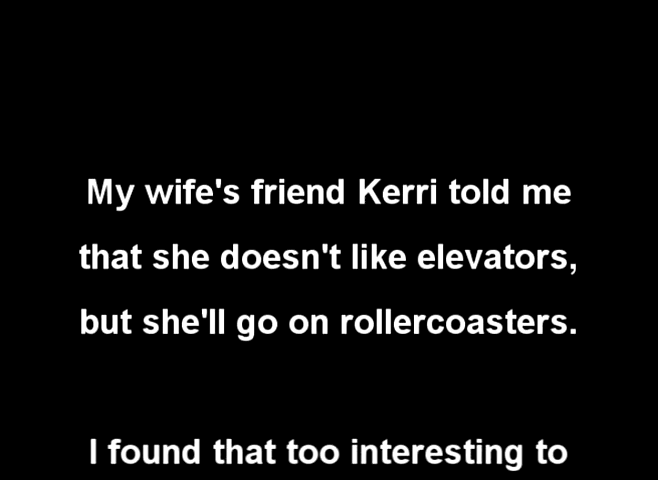 My wife's friend Kerri told me
that she doesn't like elevators,
but she'll go on rollercoasters.
I found that too interesting to